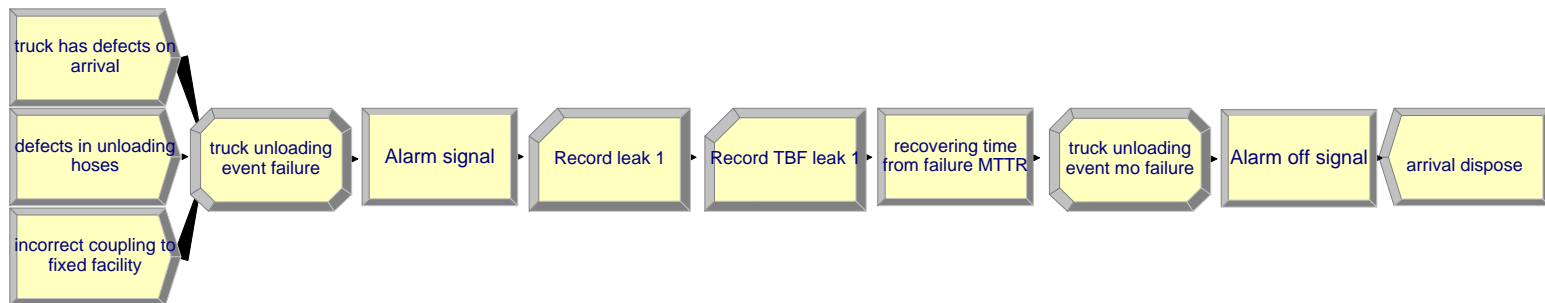 truck has defects on
arrival
defects in unloading
hoses
incorrect coupling to
fixed facility
truck unloading
event failure
Alarm signal
Record leak 1
Record TBF leak 1
recovering time
from failure MTTR
truck unloading
event mo failure
Alarm off signal
arrival dispose